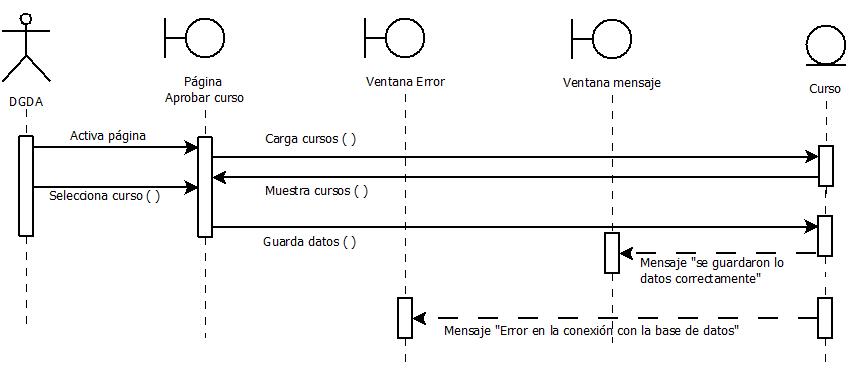 DGDA
Página
Aprobar curso
Ventana Error
Ventana mensaje
Curso
Activa página
Carga cursos ( )
Selecciona curso ( )
Muestra cursos ( )
Guarda datos ( )
Mensaje "se guardaron lo
datos correctamente"
Mensaje "Error en la conexión con la base de datos"